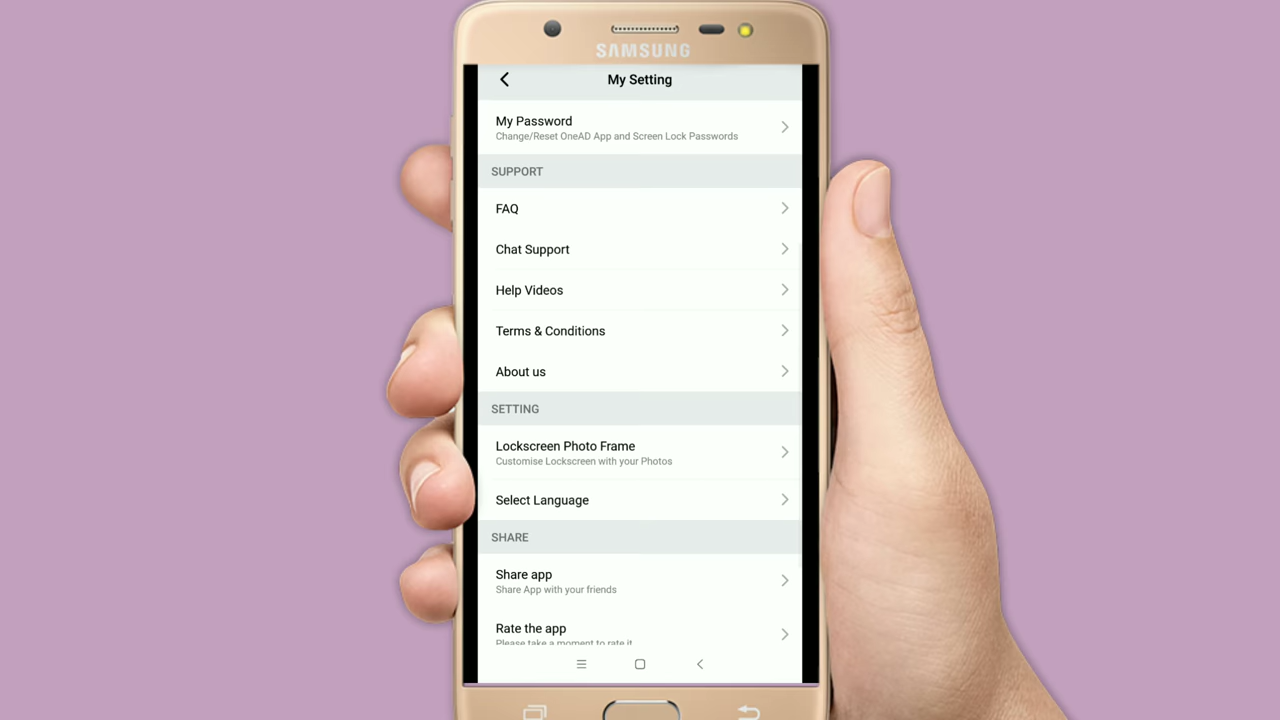 SAMSUNG
My Setting
My Password
Change/Reset OneAD App and Screen Lock Passwords
SUPPORT
FAQ
Chat Support
Help Videos
Terms & Conditions
About us
SETTING
Lockscreen Photo Frame
Customise Lockscreen with your Photos
Select Language
SHARE
Share app
Share App with your friends
Rate the app
Please take a moment to rate it